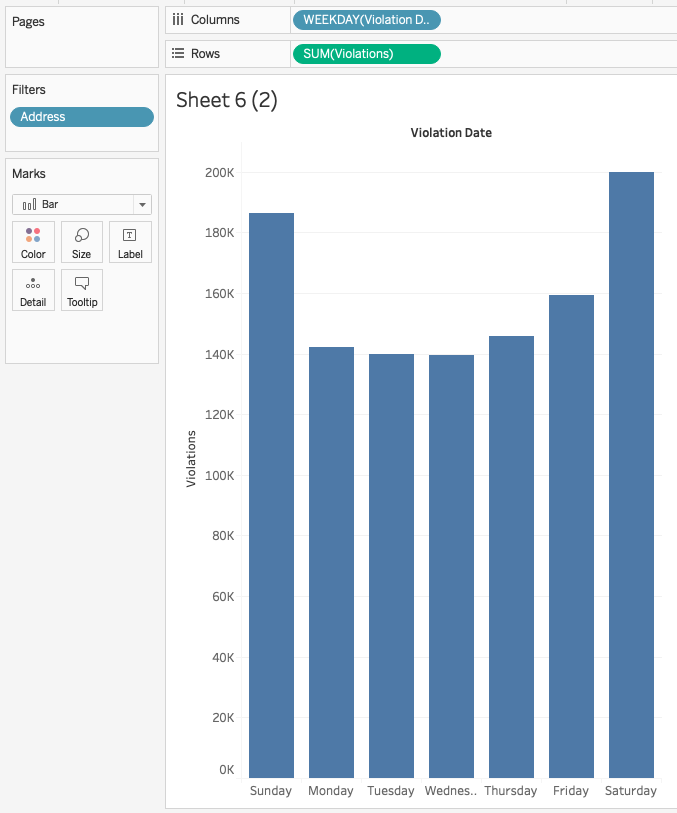 Pages
Columns
WEEKDAY(Violation D..
Rows
SUM(Violations)
Filters
Address
Marks
Bar
Color
Size
T
Label
Detail
Tooltip
Sheet 6 (2)
Violation Date
Violations
200K
180K
160K
140K
120K
100K
80K
60K
40K
20K
0K
Sunday Monday Tuesday Wednes.. Thursday Friday Saturday